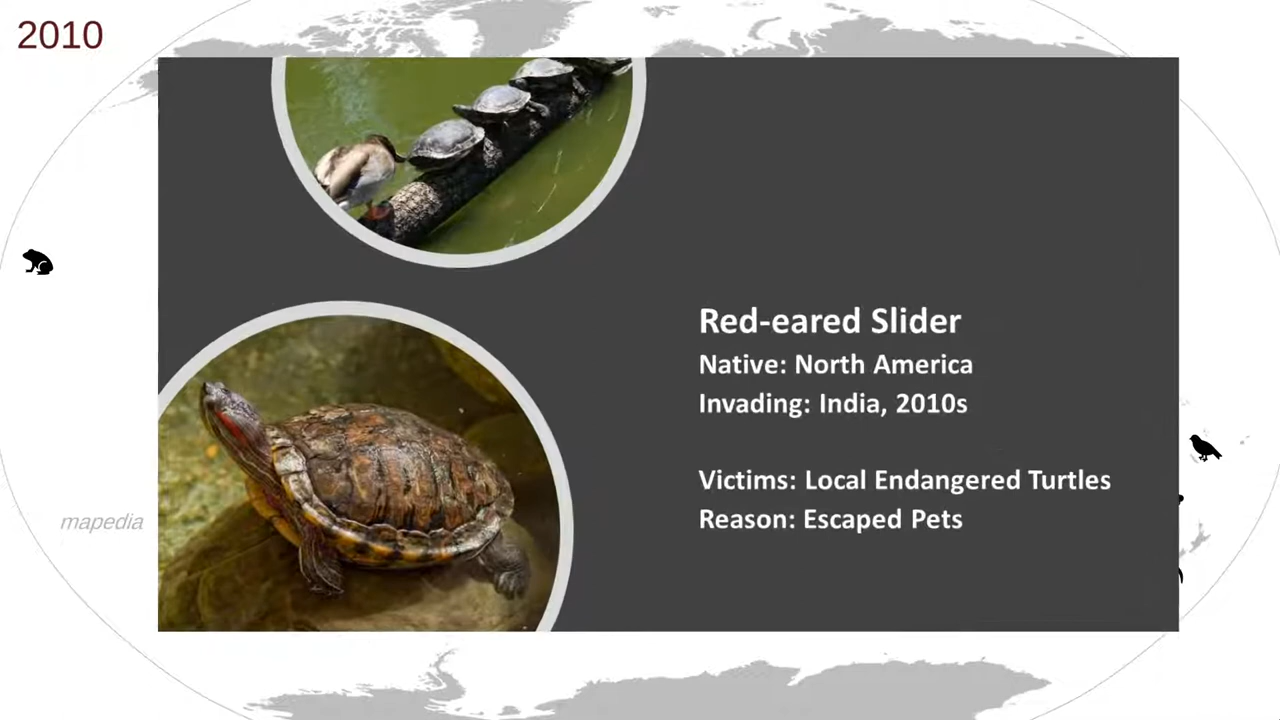 2010
Red-eared Slider
Native: North America
Invading: India, 2010s
Victims: Local Endangered Turtles
Reason: Escaped Pets
mapedia